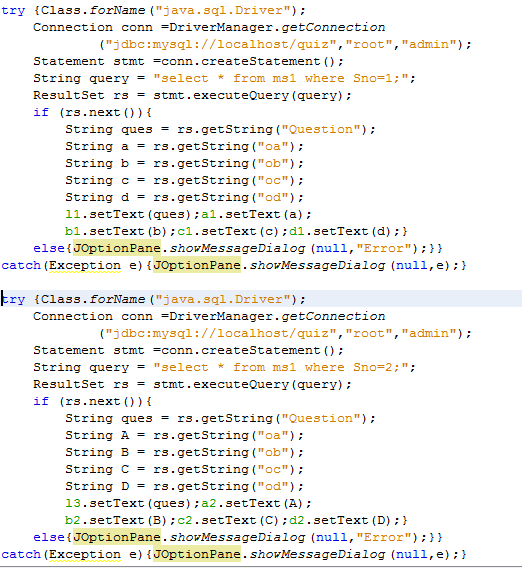 try {Class.forName("java.sql.Driver");
Connection conn =DriverManager.getConnection
("jdbc:mysql://localhost/quiz","root","admin");
Statement stmt =conn.createStatement();
String query = "select * from ms1 where Sno=1;";
ResultSet rs = stmt.executeQuery(query);
if (rs.next()){
String ques = rs.getString("Question");
String a = rs.getString("oa");
String b = rs.getString("ob");
String c = rs.getString("oc");
String d = rs.getString("od");
l1.setText(ques);a1.setText(a);
b1.setText(b);c1.setText(c);d1.setText(d);}
else{JOptionPane.showMessageDialog(null,"Error");}}
catch(Exception e){JOptionPane.showMessageDialog(null,e);}
try {Class.forName("java.sql.Driver");
Connection conn =DriverManager.getConnection
("jdbc:mysql://localhost/quiz","root","admin");
Statement stmt =conn.createStatement();
String query = "select * from ms1 where Sno=2;";
ResultSet rs = stmt.executeQuery(query);
if (rs.next()){
String ques = rs.getString("Question");
String A = rs.getString("oa");
String B = rs.getString("ob");
String C = rs.getString("oc");
String D = rs.getString("od");
l3.setText(ques);a2.setText(A);
b2.setText(B);c2.setText(C);d2.setText(D);}
else{JOptionPane.showMessageDialog(null,"Error");}}
catch(Exception e){JOptionPane.showMessageDialog(null,e);}